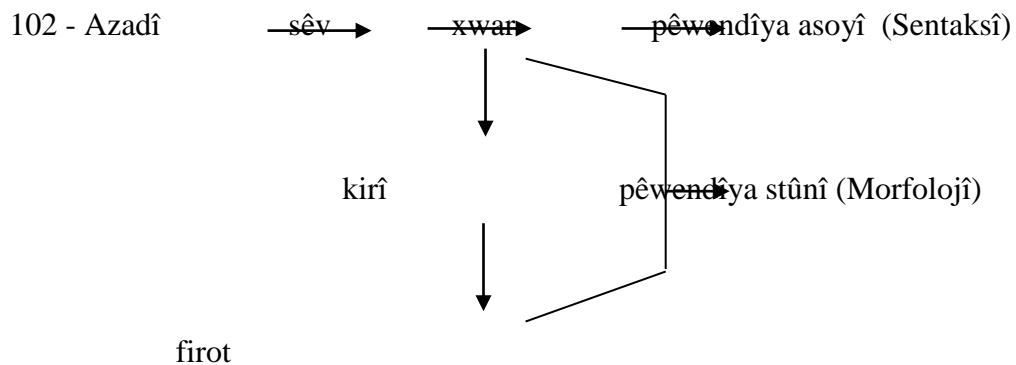 102 - Azadî sêv xwar pêwendîya asoyî (Sentaksî)
kirî pêwendîya stûnî (Morfolojî)
firot